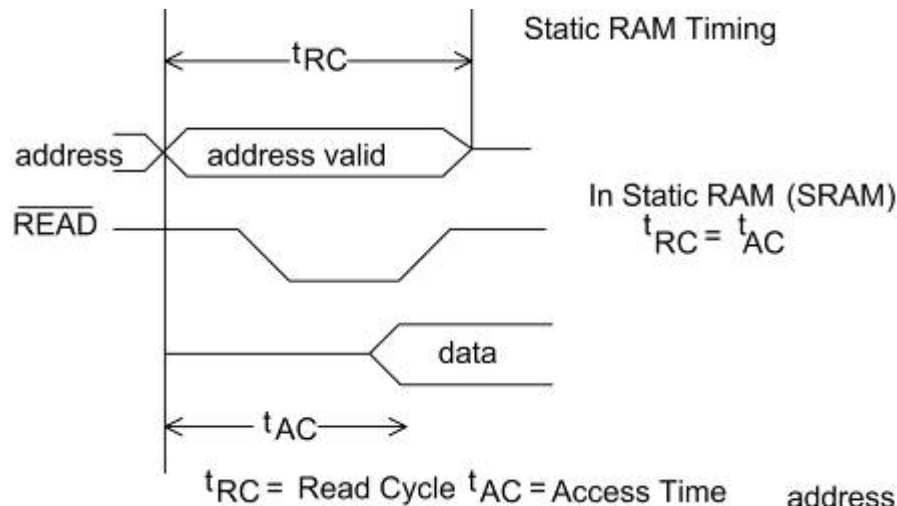 Static RAM Timing
tRC
address
address valid
READ
In Static RAM (SRAM)
tRC = tAC
data
tAC
tRC = Read Cycle tAC = Access Time
address